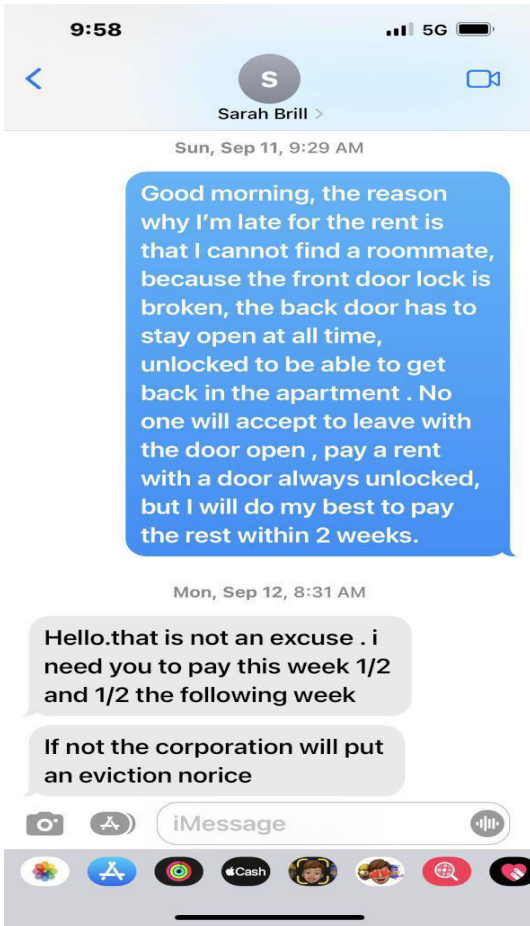 9:58
5G
S
Sarah Brill >
Sun, Sep 11, 9:29 AM
Good morning, the reason
why I'm late for the rent is
that I cannot find a roommate,
because the front door lock is
broken, the back door has to
stay open at all time,
unlocked to be able to get
back in the apartment . No
one will accept to leave with
the door open , pay a rent
with a door always unlocked,
but I will do my best to pay
the rest within 2 weeks.
Mon, Sep 12, 8:31 AM
Hello.that is not an excuse . i
need you to pay this week 1/2
and 1/2 the following week
If not the corporation will put
an eviction norice
iMessage
Cash